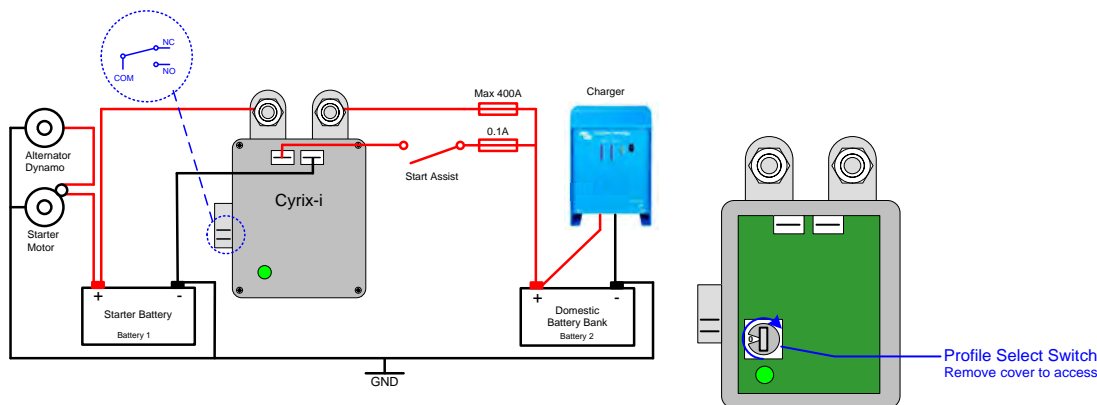 NC
COM
NO
Max 400A
Charger
0.1A
Alternator
Dynamo
Start Assist
Cyrix-i
Starter
Motor
+ -
Starter Battery
Battery 1
+ -
Domestic
Battery Bank
Battery 2
GND
Profile Select Switch
Remove cover to access